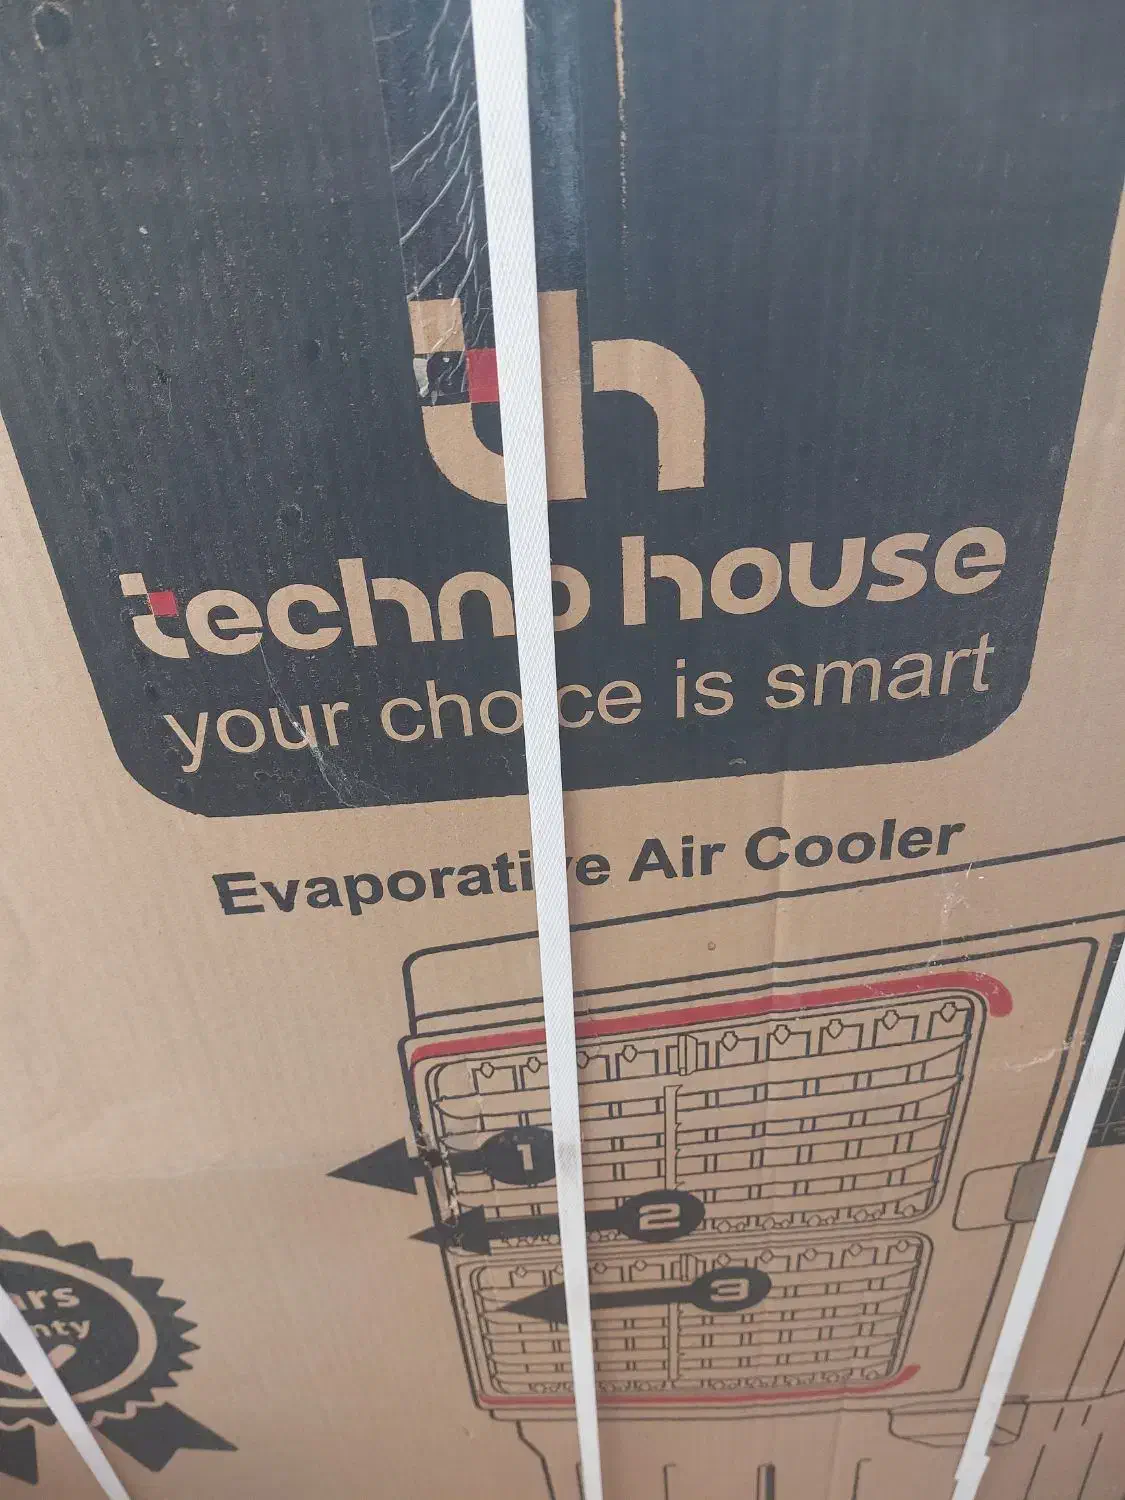 th
techno house
your choice is smart
Evaporative Air Cooler
1
2
3